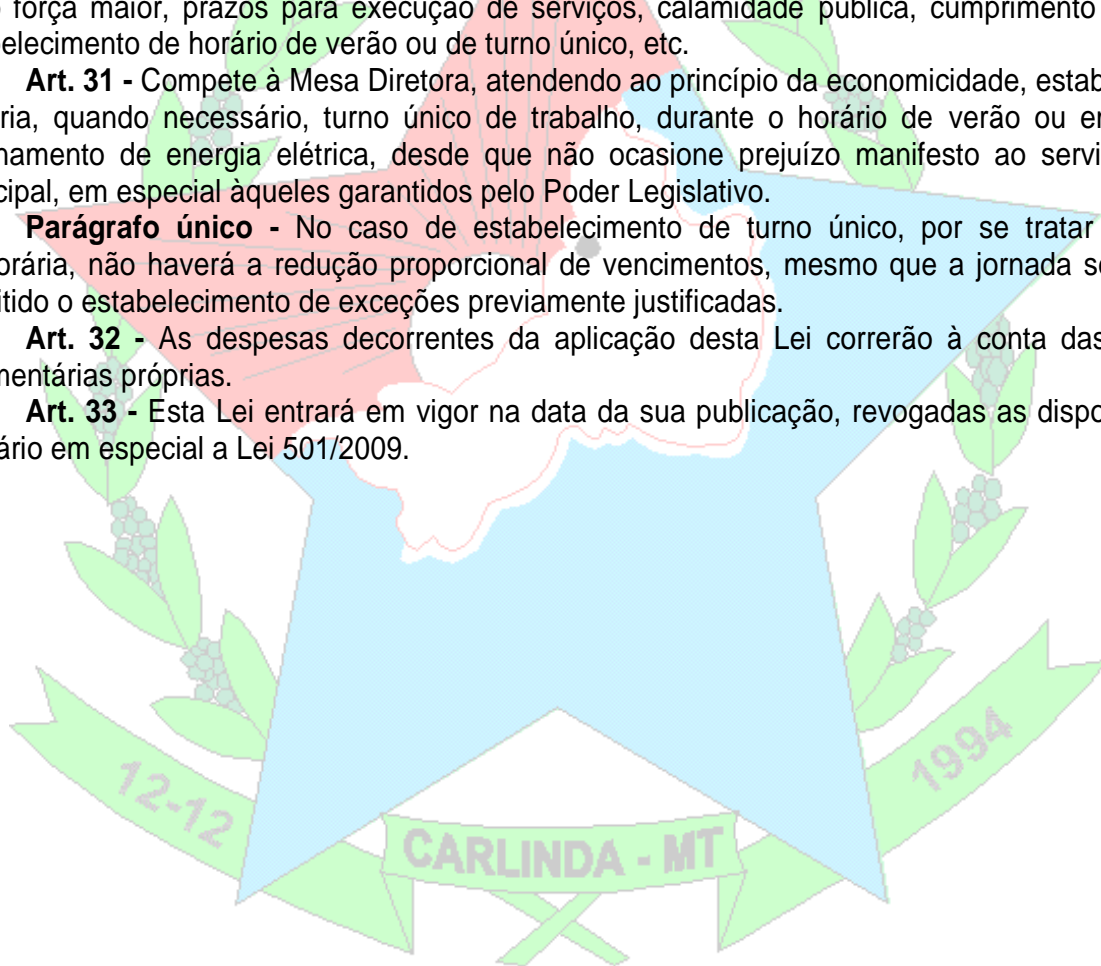 força maior, prazos para execução de serviços, calamidade pública, cumprimento
elecimento de horário de verão ou de turno único, etc.
Art. 31 - Compete à Mesa Diretora, atendendo ao princípio da economicidade, estab
ria, quando necessário, turno único de trabalho, durante o horário de verão ou e
namento de energia elétrica, desde que não ocasione prejuízo manifesto ao servi
cipal, em especial àqueles garantidos pelo Poder Legislativo.
Parágrafo único - No caso de estabelecimento de turno único, por se tratar
orária, não haverá a redução proporcional de vencimentos, mesmo que a jornada se
itido o estabelecimento de exceções previamente justificadas.
Art. 32 - As despesas decorrentes da aplicação desta Lei correrão à conta das
mentárias próprias.
Art. 33 - Esta Lei entrará em vigor na data da sua publicação, revogadas as dispo
ário em especial a Lei 501/2009.
12-12
CARLINDA - MT
1994